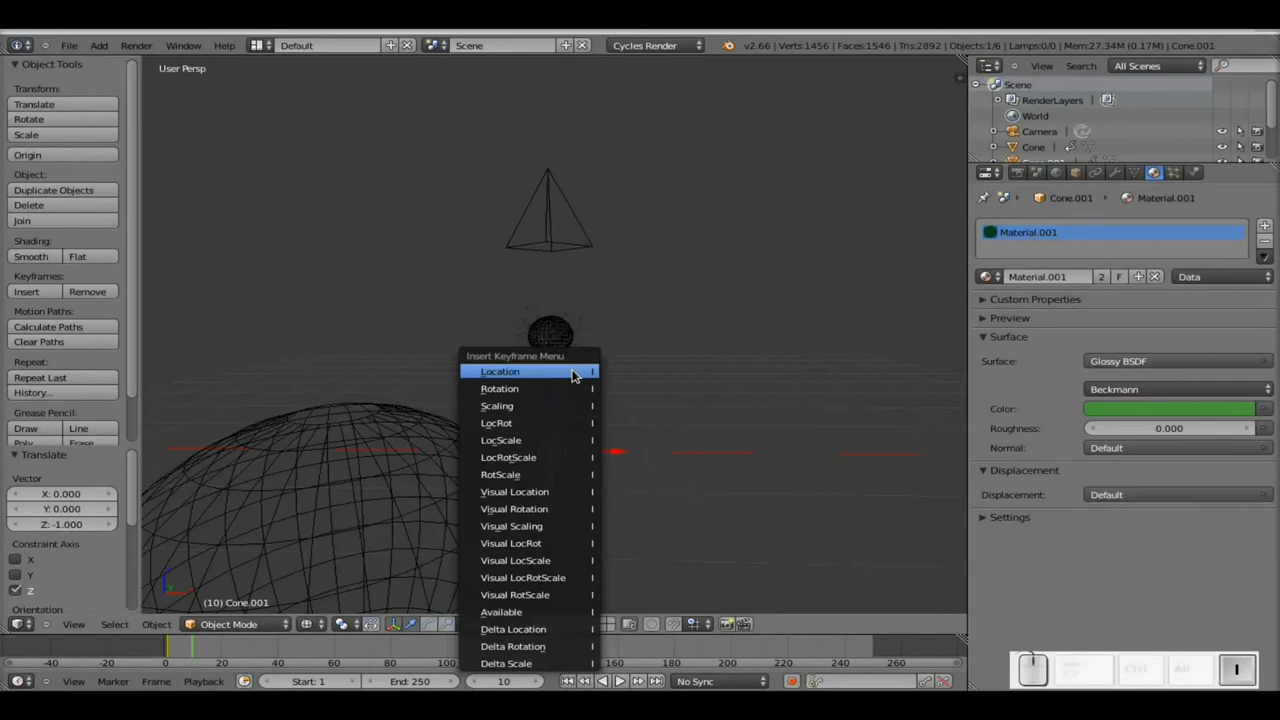 File Add Render Window Help Default Scene Cycles Render v2.66 | Verts:1456 | Faces:1546 | Tris:2892 | Objects:1/6 | Lamps:0/0 | Mem:27.34M (0.17M) | Cone.001
Object Tools
Transform:
Translate
Rotate
Scale
Origin
Object:
Duplicate Objects
Delete
Join
Shading:
Smooth Flat
Keyframes:
Insert Remove
Motion Paths:
Calculate Paths
Clear Paths
Repeat:
Repeat Last
History...
Grease Pencil:
Draw Line
Poly Erase
Translate
Vector
X: 0.000
Y: 0.000
Z: -1.000
Constraint Axis
X
Y
Z
Orientation
User Persp
Insert Keyframe Menu
Location I
Rotation I
Scaling I
LocRot I
LocScale I
LocRotScale I
RotScale I
Visual Location I
Visual Rotation I
Visual Scaling I
Visual LocRot I
Visual LocScale I
Visual LocRotScale I
Visual RotScale I
Available I
Delta Location I
Delta Rotation I
Delta Scale I
(10) Cone.001
View Select Object Object Mode
-40 -20 0 20 40 60 160 180 200 220 240 260
View Marker Frame Playback Start: 1 End: 250 10 No Sync
View Search All Scenes
Scene
RenderLayers
World
Camera
Cone
Cone.001 Material.001
Material.001
Material.001 2 F Data
Custom Properties
Preview
Surface
Surface: Glossy BSDF
Beckmann
Color:
Roughness: 0.000
Normal: Default
Displacement
Displacement: Default
Settings
Ctrl Alt I